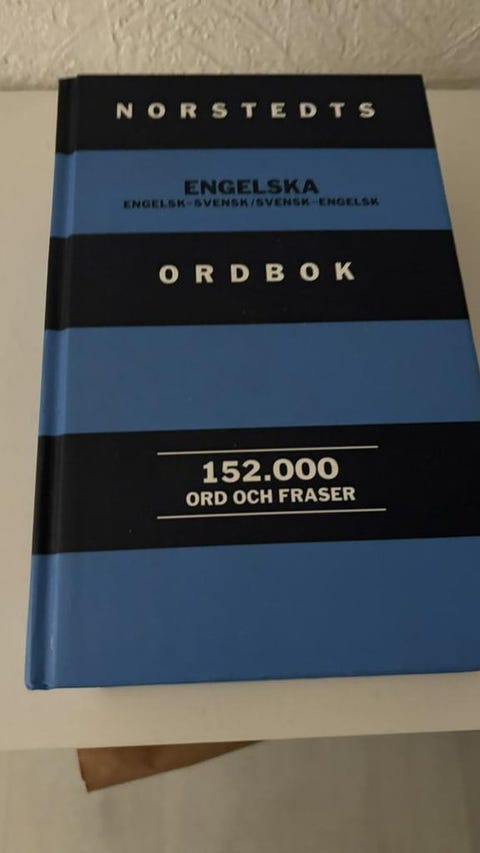 NORSTEDTS
ENGELSKA
ENGELSK-SVENSK/SVENSK-ENGELSK
ORDBOK
152.000
ORD OCH FRASER